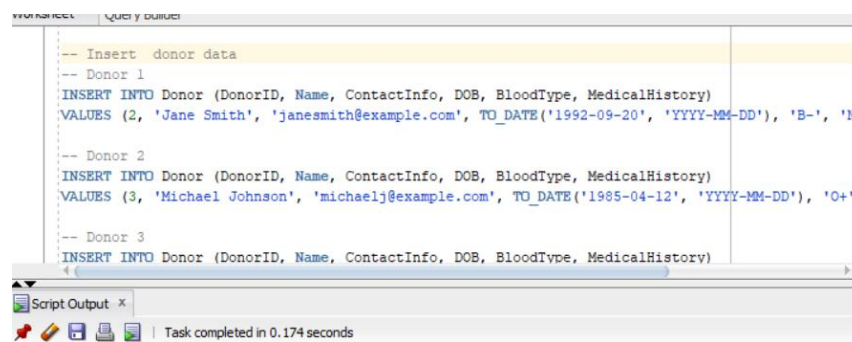 Worksheet Query Builder
-- Insert donor data
-- Donor 1
INSERT INTO Donor (DonorID, Name, ContactInfo, DOB, BloodType, MedicalHistory)
VALUES (2, 'Jane Smith', 'janesmith@example.com', TO_DATE('1992-09-20', 'YYYY-MM-DD'), 'B-', '
-- Donor 2
INSERT INTO Donor (DonorID, Name, ContactInfo, DOB, BloodType, MedicalHistory)
VALUES (3, 'Michael Johnson', 'michaelj@example.com', TO_DATE('1985-04-12', 'YYYY-MM-DD'), 'O+'
-- Donor 3
INSERT INTO Donor (DonorID, Name, ContactInfo, DOB, BloodType, MedicalHistory)
Script Output x
Task completed in 0.174 seconds